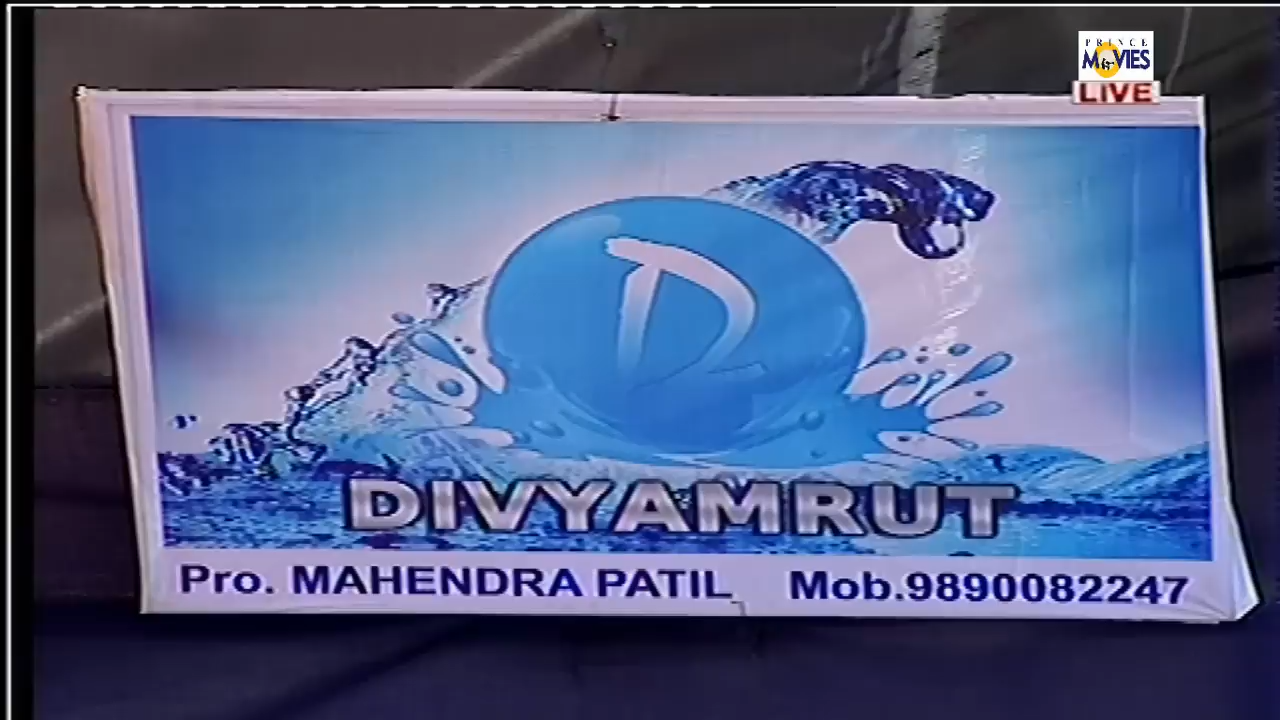 PRINCE
MOVIES
LIVE
D
DIVYAMRUT
Pro. MAHENDRA PATIL Mob.9890082247